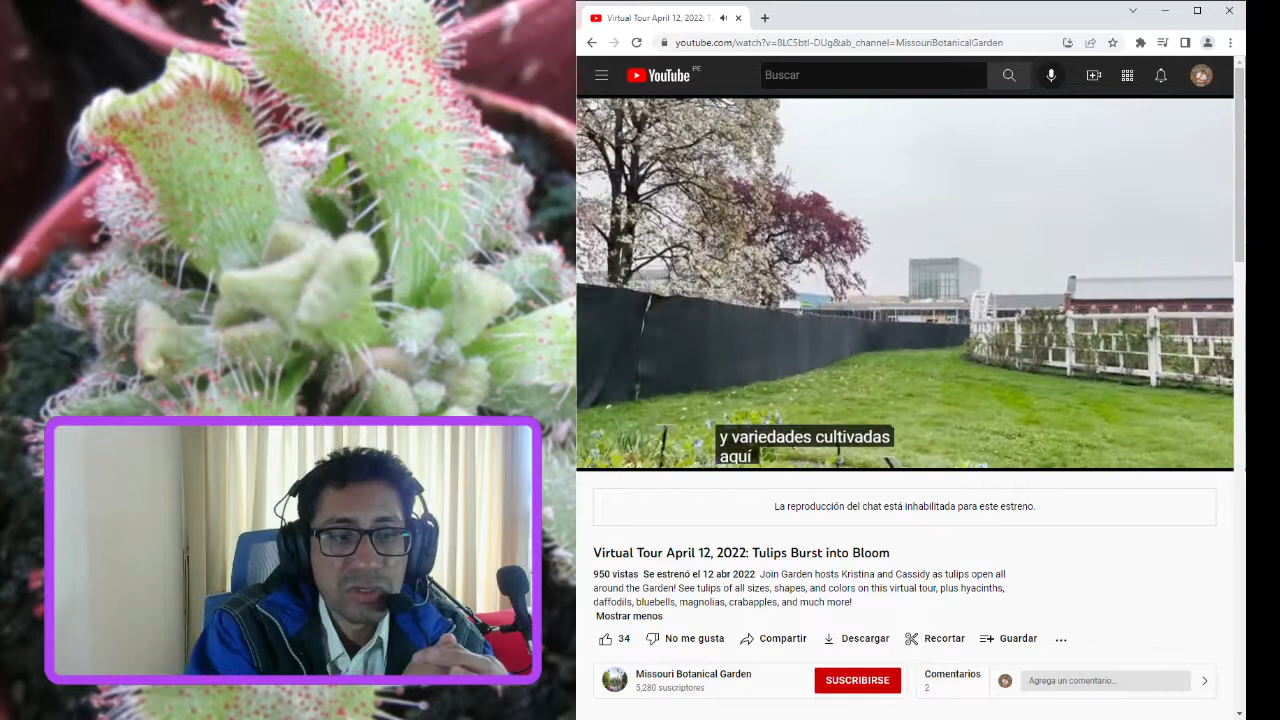 Virtual Tour April 12, 2022: T
youtube.com/watch?v=8LC5btl-DUg&ab_channel=MissouriBotanicalGarden
YouTube PE
Buscar
y variedades cultivadas
aquí
La reproducción del chat está inhabilitada para este estreno.
Virtual Tour April 12, 2022: Tulips Burst into Bloom
950 vistas Se estrenó el 12 abr 2022 Join Garden hosts Kristina and Cassidy as tulips open all
around the Garden! See tulips of all sizes, shapes, and colors on this virtual tour, plus hyacinths,
daffodils, bluebells, magnolias, crabapples, and much more!
Mostrar menos
34 No me gusta Compartir Descargar Recortar Guardar
Missouri Botanical Garden
5,280 suscriptores
SUSCRIBIRSE
Comentarios
2
Agrega un comentario...